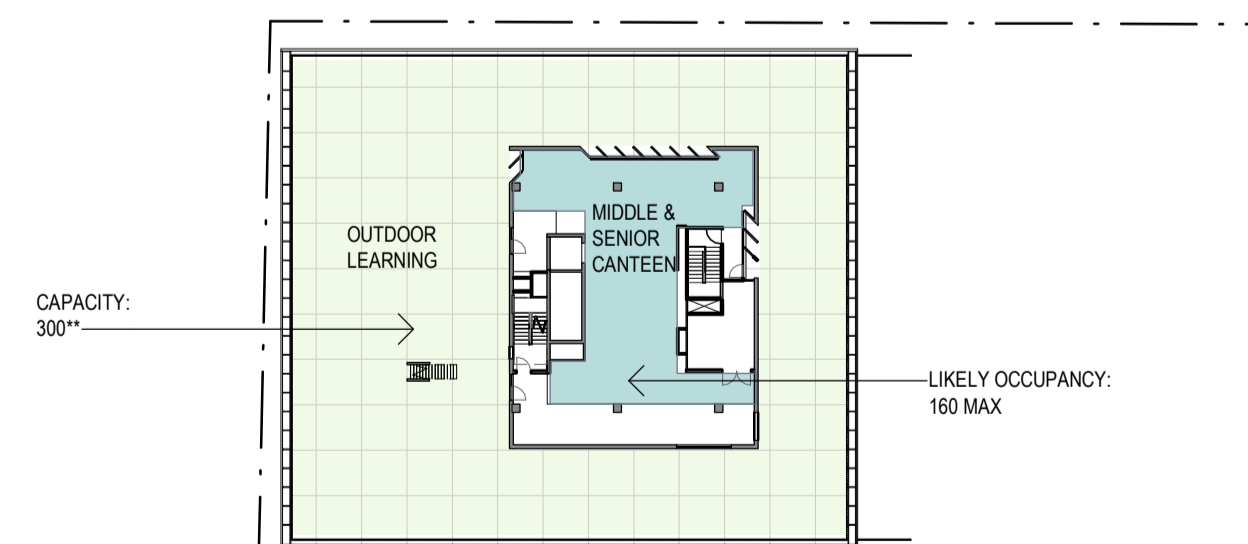 MIDDLE &
SENIOR
CANTEEN
OUTDOOR
LEARNING
CAPACITY:
300**
LIKELY OCCUPANCY:
160 MAX